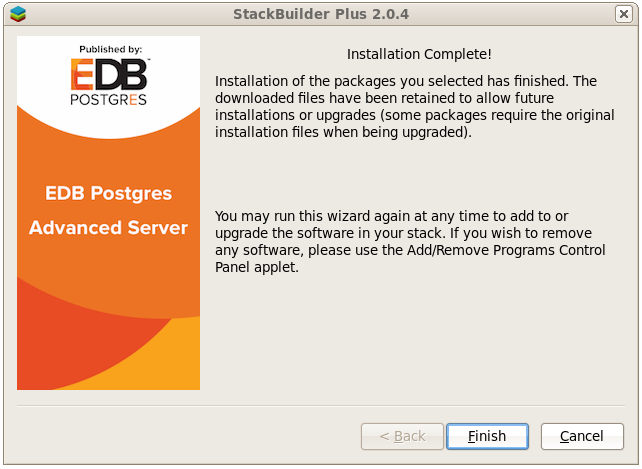 StackBuilder Plus 2.0.4
Published by:
EDB™
POSTGRES
EDB Postgres
Advanced Server
Installation Complete!
Installation of the packages you selected has finished. The
downloaded files have been retained to allow future
installations or upgrades (some packages require the original
installation files when being upgraded).
You may run this wizard again at any time to add to or
upgrade the software in your stack. If you wish to remove
any software, please use the Add/Remove Programs Control
Panel applet.
< Back
Finish
Cancel